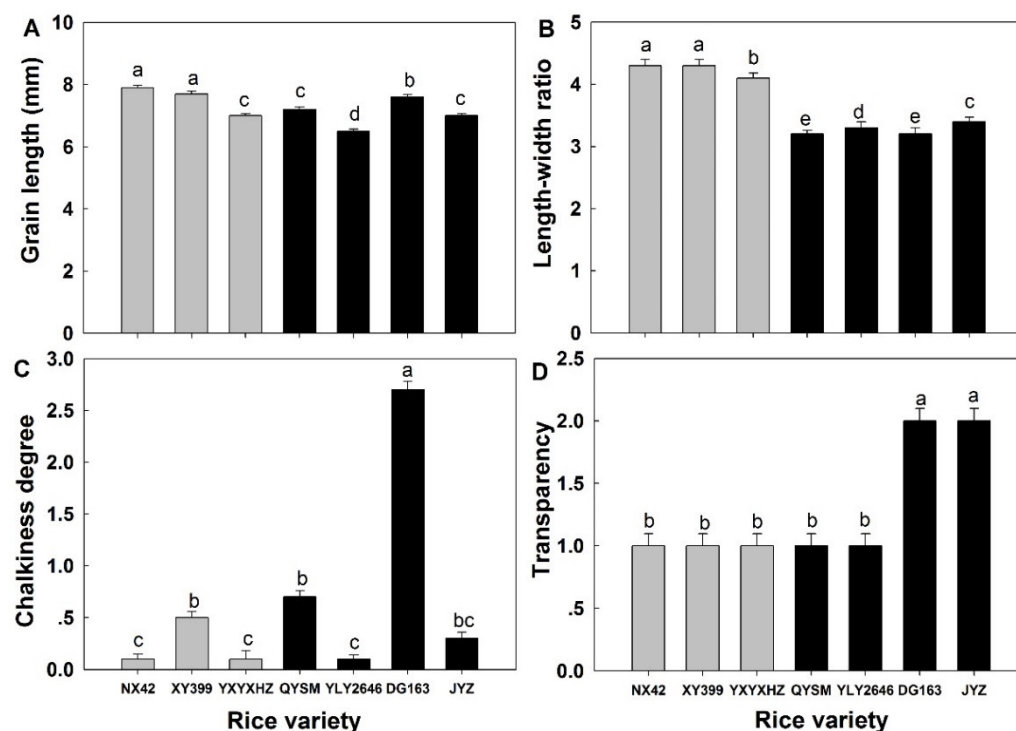 A
Grain length (mm)
10
8
6
4
2
0
a
a
c
c
d
b
c
B
Length-width ratio
5
4
3
2
1
0
a
a
b
e
d
e
c
C
Chalkiness degree
3.0
2.5
2.0
1.5
1.0
.5
0.0
c
b
c
b
c
a
bc
NX42 XY399 YXYXHZ QYSM YLY2646 DG163 JYZ
Rice variety
D
Transparency
2.5
2.0
1.5
1.0
.5
0.0
b
b
b
b
b
a
a
NX42 XY399 YXYXHZ QYSM YLY2646 DG163 JYZ
Rice variety